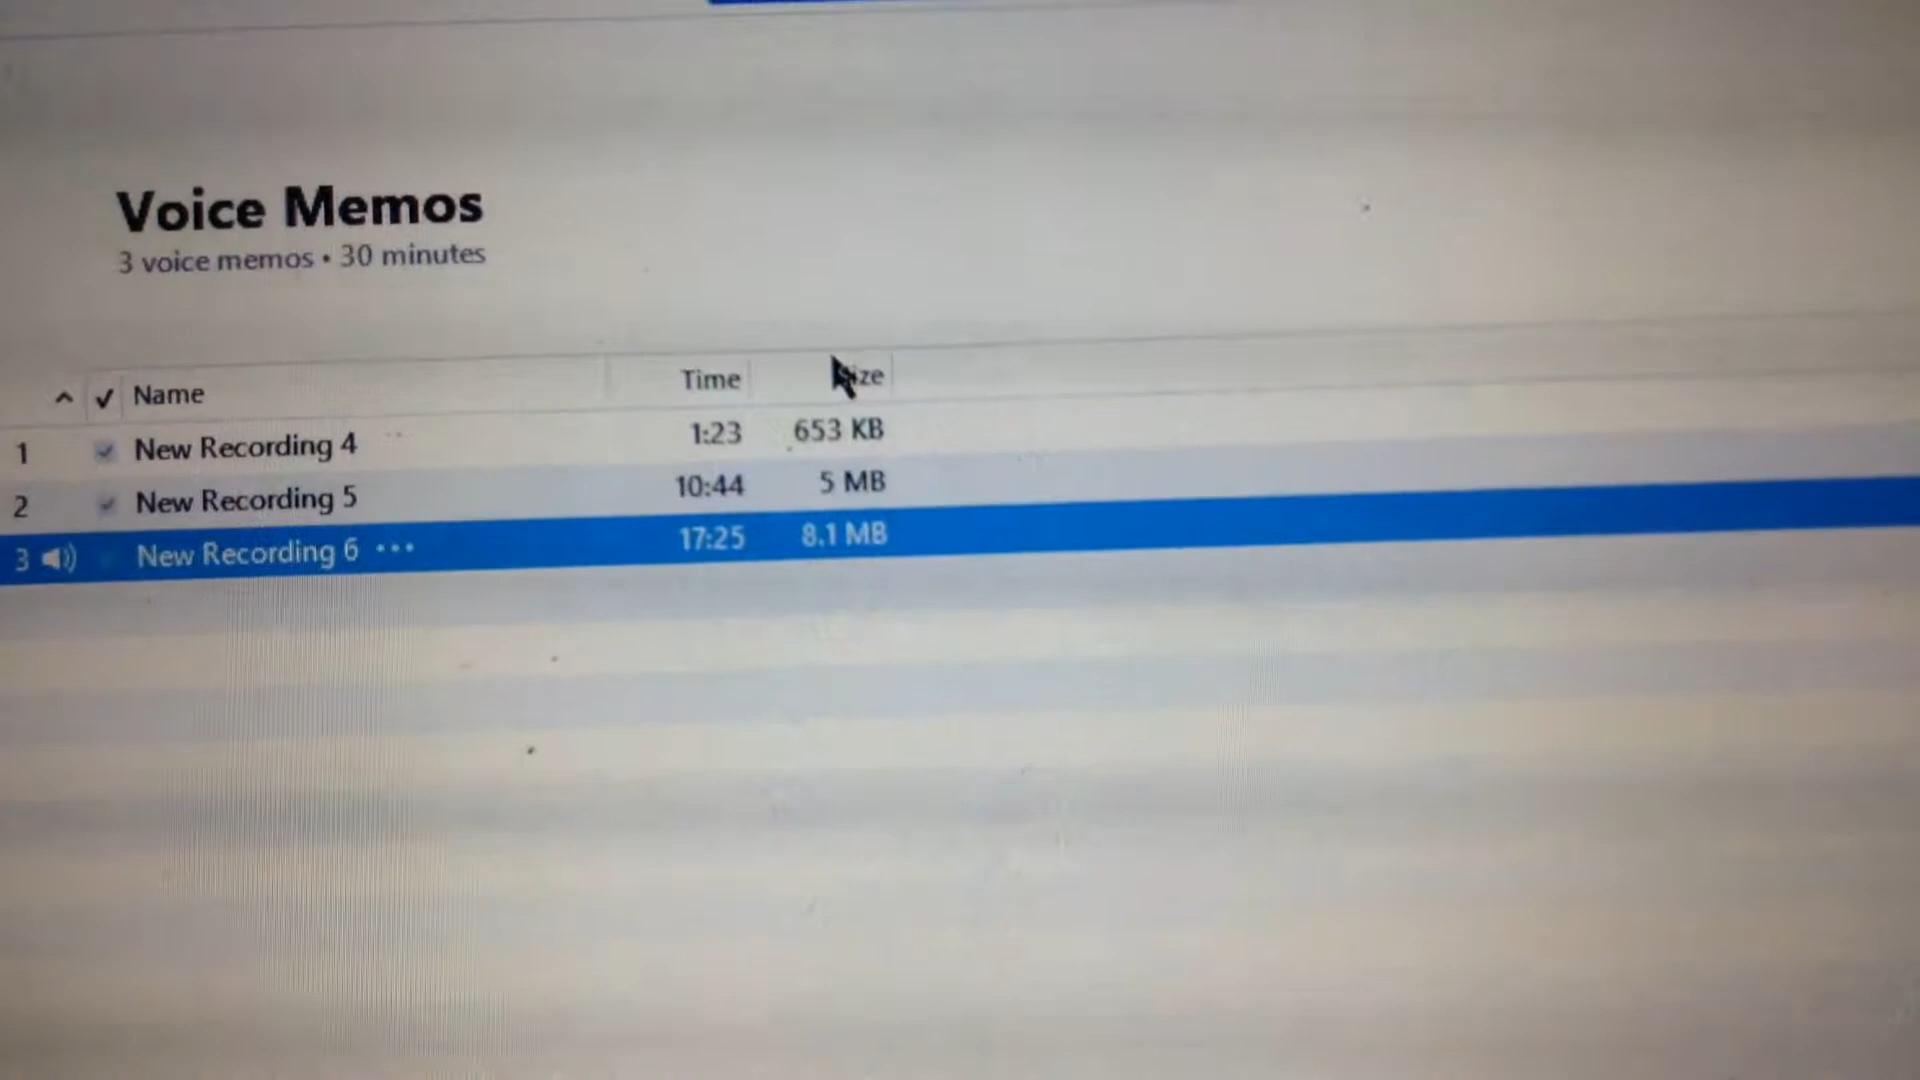 Voice Memos
3 voice memos • 30 minutes
Name Time
1 New Recording 4 1:23 653 KB
2 New Recording 5 10:44 5 MB
3 New Recording 6 ••• 17:25 8.1 MB